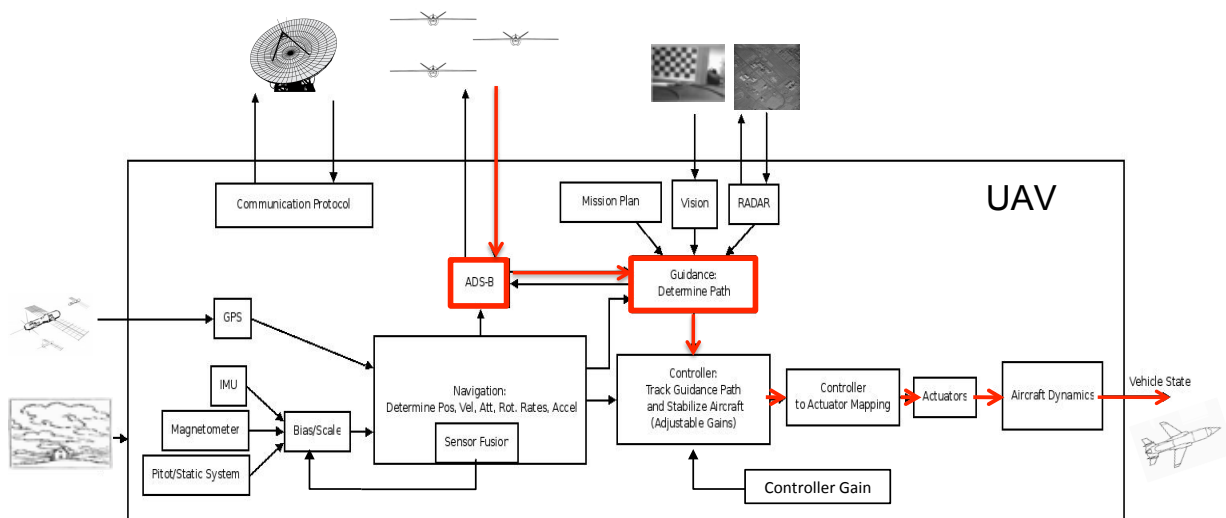 UAV
Communication Protocol
Mission Plan
Vision
RADAR
ADS-B
Guidance:
Determine Path
GPS
IMU
Magnetometer
Pitot/Static System
Bias/Scale
Navigation:
Determine Pos, Vel, Att, Rot. Rates, Accel
Sensor Fusion
Controller:
Track Guidance Path
and Stabilize Aircraft
(Adjustable Gains)
Controller
to Actuator Mapping
Actuators
Aircraft Dynamics
Vehicle State
Controller Gain